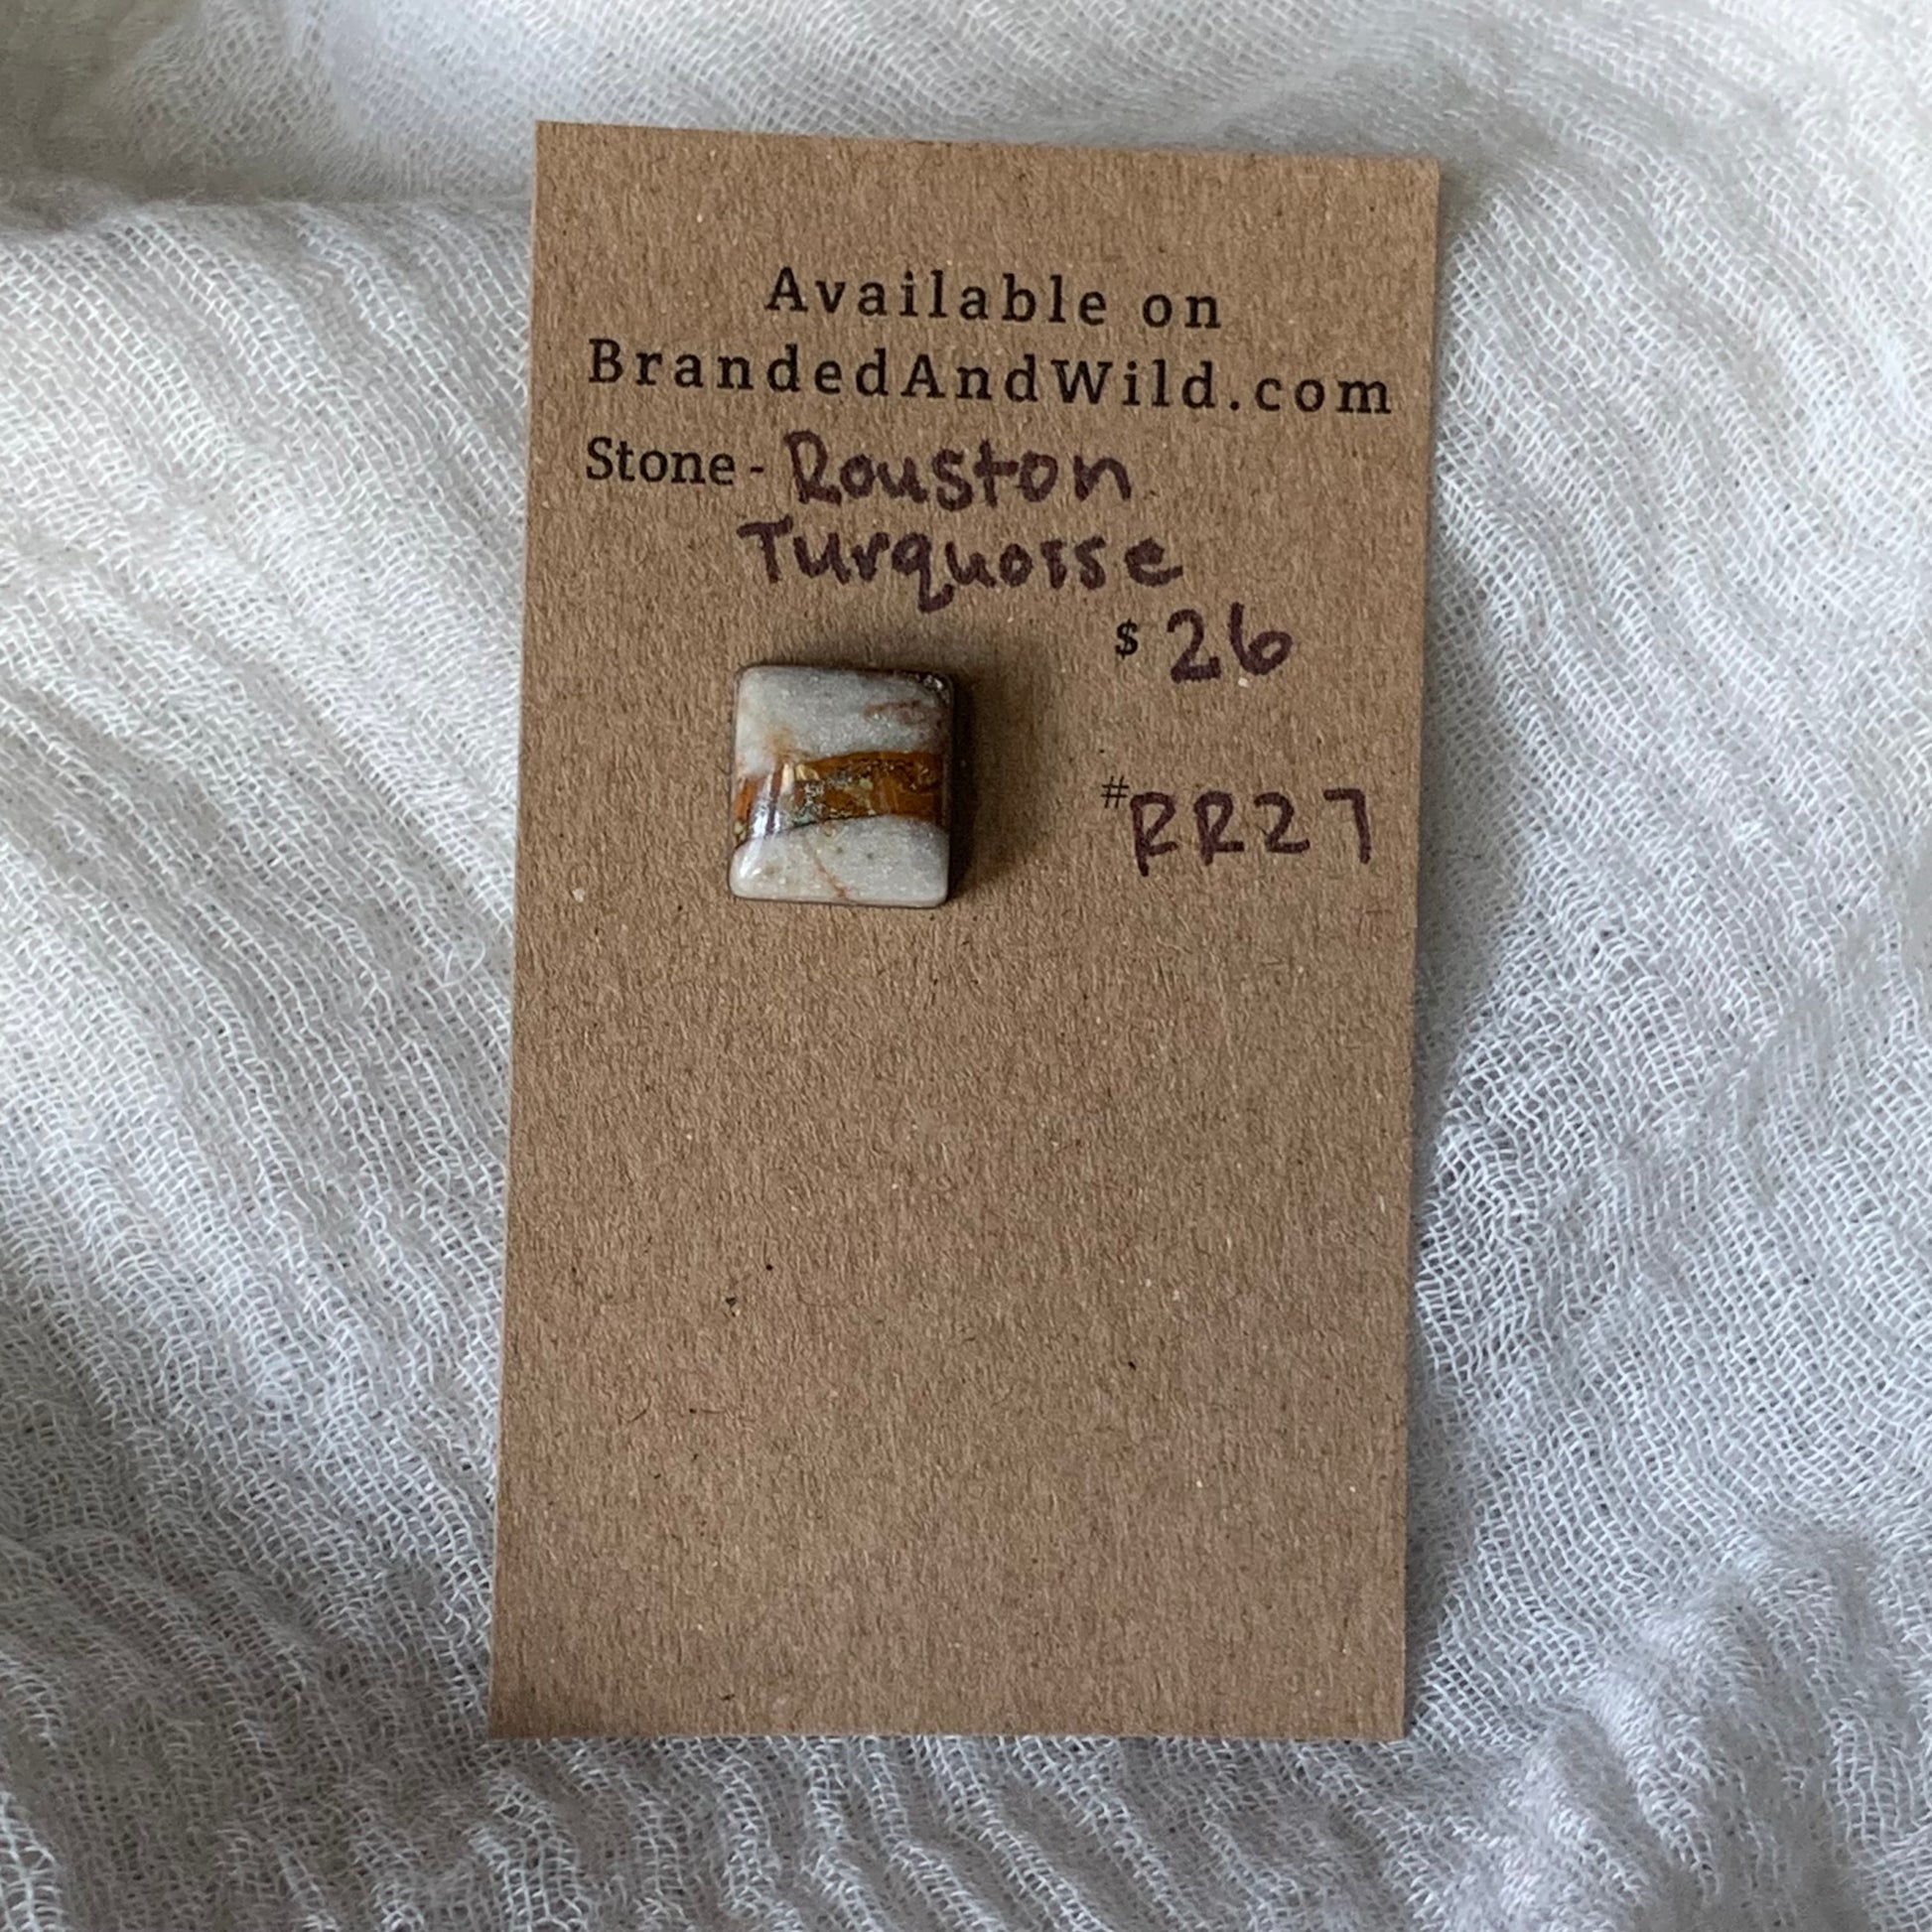 Available on
BrandedAndWild.com
Stone - Rouston
Turquoise
$ 26
#RR27